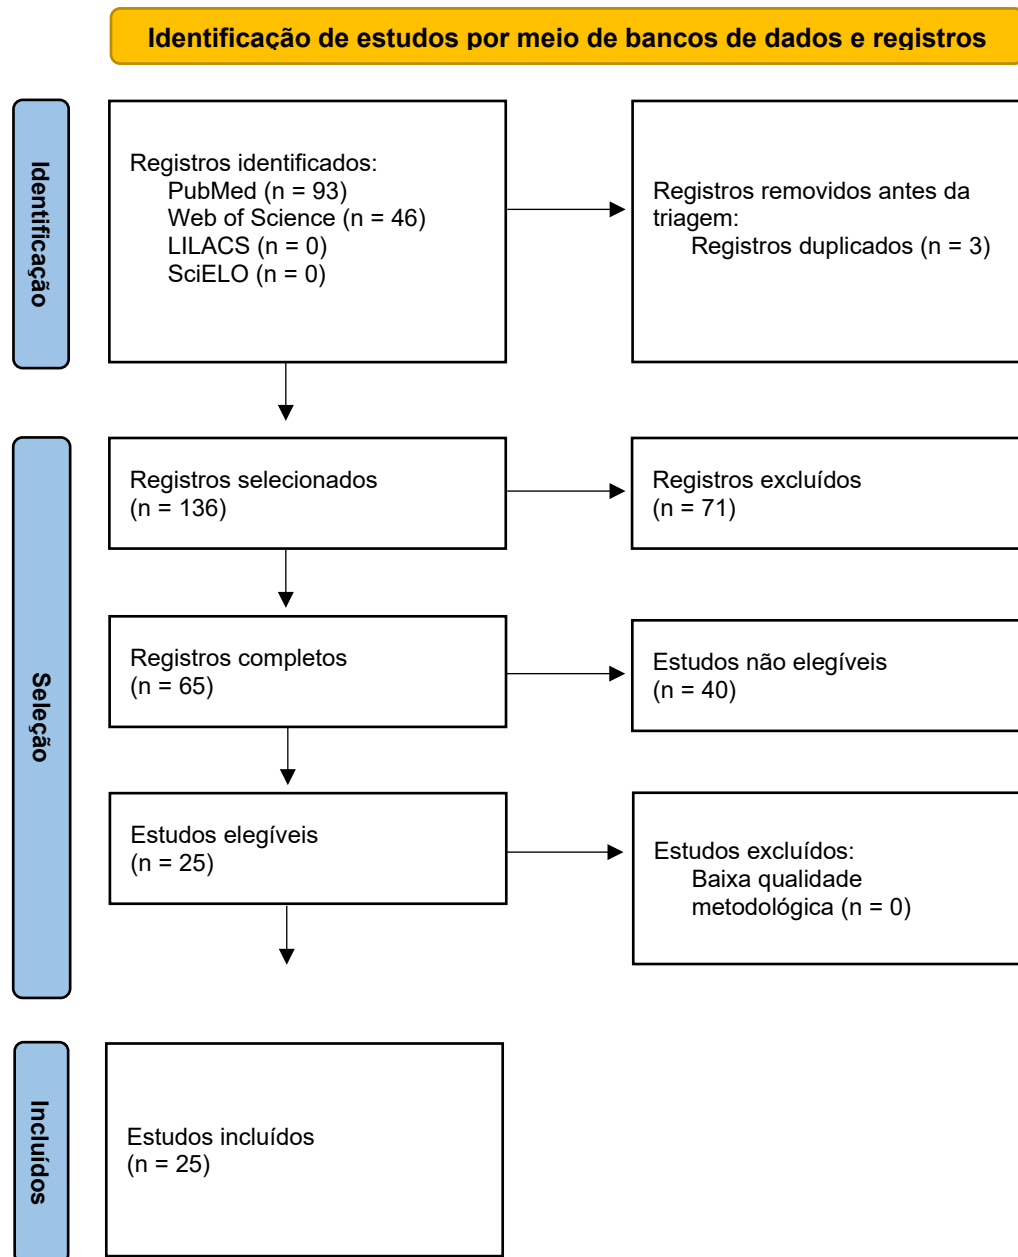 Identificação de estudos por meio de bancos de dados e registros
Identificação
Registros identificados:
PubMed (n = 93)
Web of Science (n = 46)
LILACS (n = 0)
SciELO (n = 0)
Registros removidos antes da
triagem:
Registros duplicados (n = 3)
Seleção
Registros selecionados
(n = 136)
Registros excluídos
(n = 71)
Registros completos
(n = 65)
Estudos não elegíveis
(n = 40)
Estudos elegíveis
(n = 25)
Estudos excluídos:
Baixa qualidade
metodológica (n = 0)
Incluídos
Estudos incluídos
(n = 25)